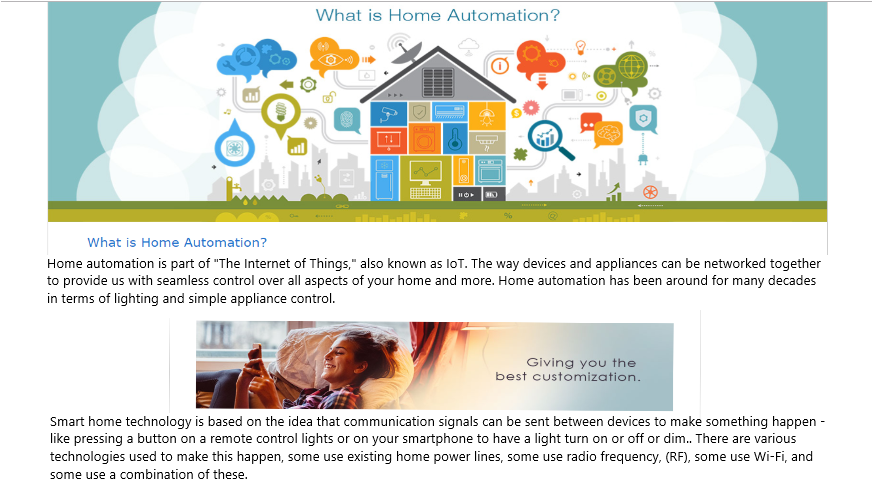 What is Home Automation?
What is Home Automation?
Home automation is part of "The Internet of Things," also known as IoT. The way devices and appliances can be networked together
to provide us with seamless control over all aspects of your home and more. Home automation has been around for many decades
in terms of lighting and simple appliance control.
Giving you the
best customization.
Smart home technology is based on the idea that communication signals can be sent between devices to make something happen -
like pressing a button on a remote control lights or on your smartphone to have a light turn on or off or dim.. There are various
technologies used to make this happen, some use existing home power lines, some use radio frequency, (RF), some use Wi-Fi, and
some use a combination of these.